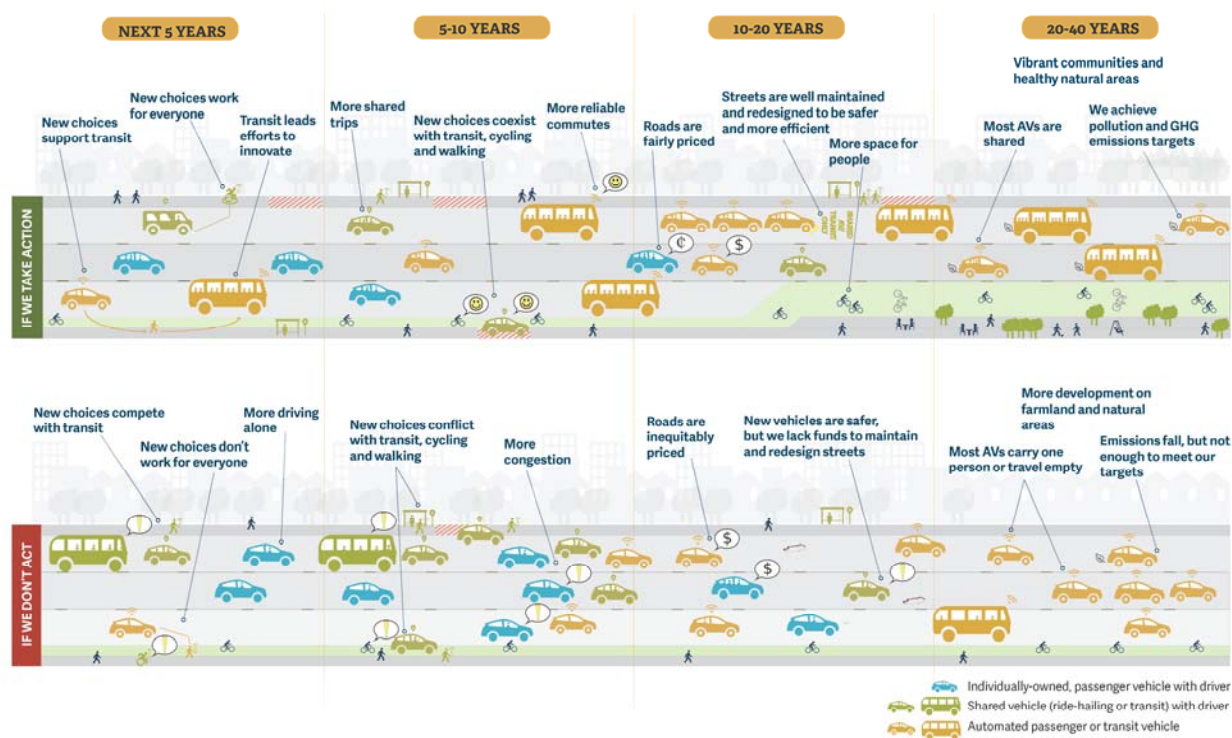 NEXT 5 YEARS
5-10 YEARS
10-20 YEARS
20-40 YEARS
IF WE TAKE ACTION
New choices
support transit
New choices work
for everyone
Transit leads
efforts to
innovate
More shared
trips
New choices coexist
with transit, cycling
and walking
More reliable
commutes
Roads are
fairly priced
Streets are well maintained
and redesigned to be safer
and more efficient
More space for
people
Vibrant communities and
healthy natural areas
Most AVs are
shared
We achieve
pollution and GHG
emissions targets
¢
$
IF WE DON'T ACT
New choices compete
with transit
New choices don't
work for everyone
More driving
alone
New choices conflict
with transit, cycling
and walking
More
congestion
Roads are
inequitably
priced
New vehicles are safer,
but we lack funds to maintain
and redesign streets
More development on
farmland and natural
areas
Most AVs carry one
person or travel empty
Emissions fall, but not
enough to meet our
targets
!
!
!
!
!
!
$
$
!
Individually-owned, passenger vehicle with driver
Shared vehicle (ride-hailing or transit) with driver
Automated passenger or transit vehicle